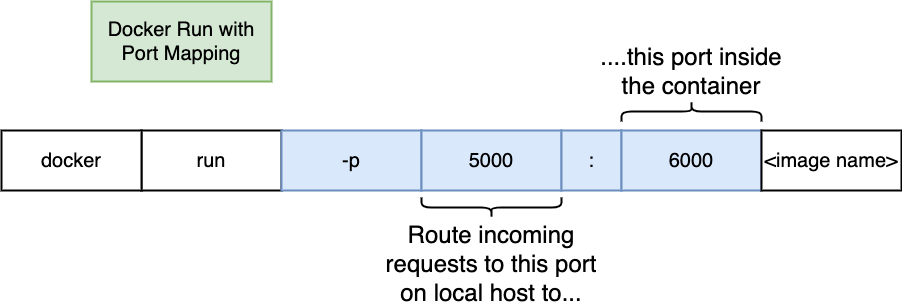 Docker Run with
Port Mapping
....this port inside
the container
docker run -p 5000 : 6000 <image name>
Route incoming
requests to this port
on local host to...